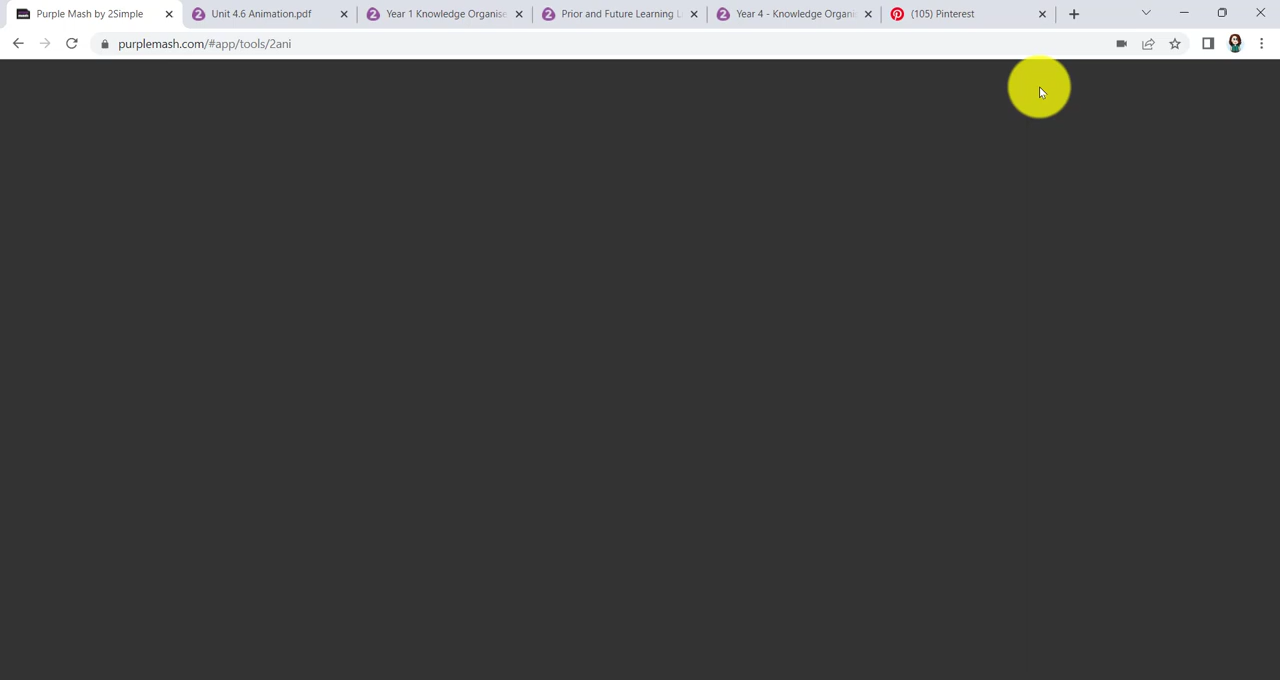 Purple Mash by 2Simple
Unit 4.6 Animation.pdf
Year 1 Knowledge Organise
Prior and Future Learning L
Year 4 - Knowledge Organi
(105) Pinterest
purplemash.com/#app/tools/2ani